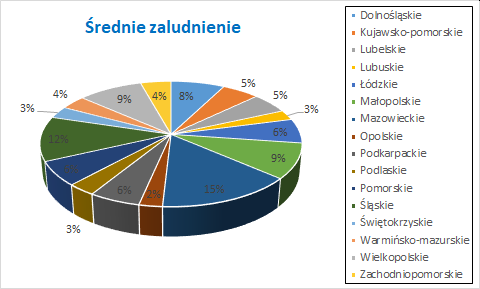 Średnie zaludnienie
8%
5%
5%
3%
6%
9%
15%
2%
6%
3%
12%
3%
4%
9%
4%
Dolnośląskie
Kujawsko-pomorskie
Lubelskie
Lubuskie
Łódzkie
Małopolskie
Mazowieckie
Opolskie
Podkarpackie
Podlaskie
Pomorskie
Śląskie
Świętokrzyskie
Warmińsko-mazurskie
Wielkopolskie
Zachodniopomorskie